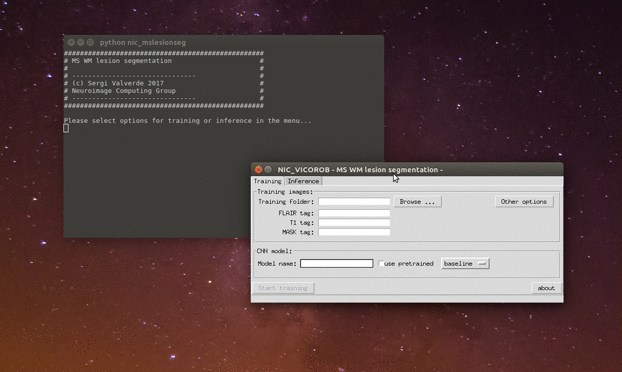 python nic_mslesionseg
##################################################
# MS WM lesion segmentation #
# #
# ------------------------------- #
# (c) Sergi Valverde 2017 #
# Neuroimage Computing Group #
# ------------------------------- #
##################################################
Please select options for training or inference in the menu...
NIC_VICOROB - MS WM lesion segmentation -
Training Inference
Training images:
Training folder: Browse ... Other options
FLAIR tag:
T1 tag:
MASK tag:
CNN model:
Model name: use pretrained baseline
Start training about